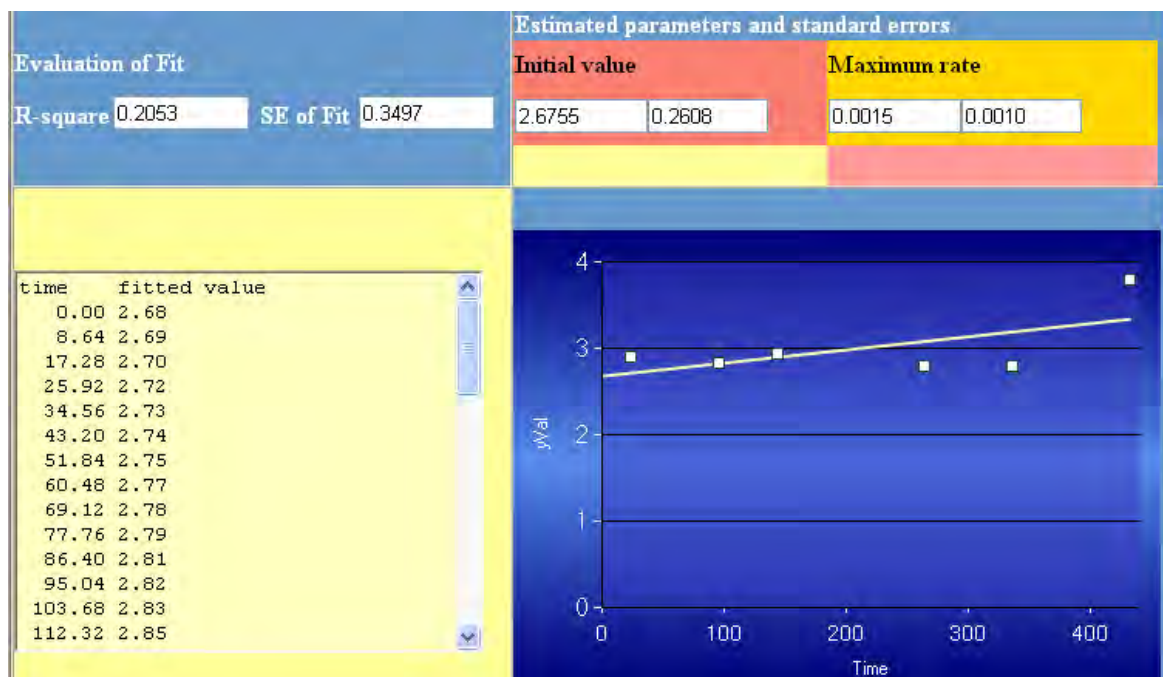 Estimated parameters and standard errors
Evaluation of Fit
Initial value
Maximum rate
R-square 0.2053 SE of Fit 0.3497
2.6755 0.2608
0.0015 0.0010
time fitted value
0.00 2.68
8.64 2.69
17.28 2.70
25.92 2.72
34.56 2.73
43.20 2.74
51.84 2.75
60.48 2.77
69.12 2.78
77.76 2.79
86.40 2.81
95.04 2.82
103.68 2.83
112.32 2.85
4
3
2
1
0
yVal
0 100 200 300 400
Time